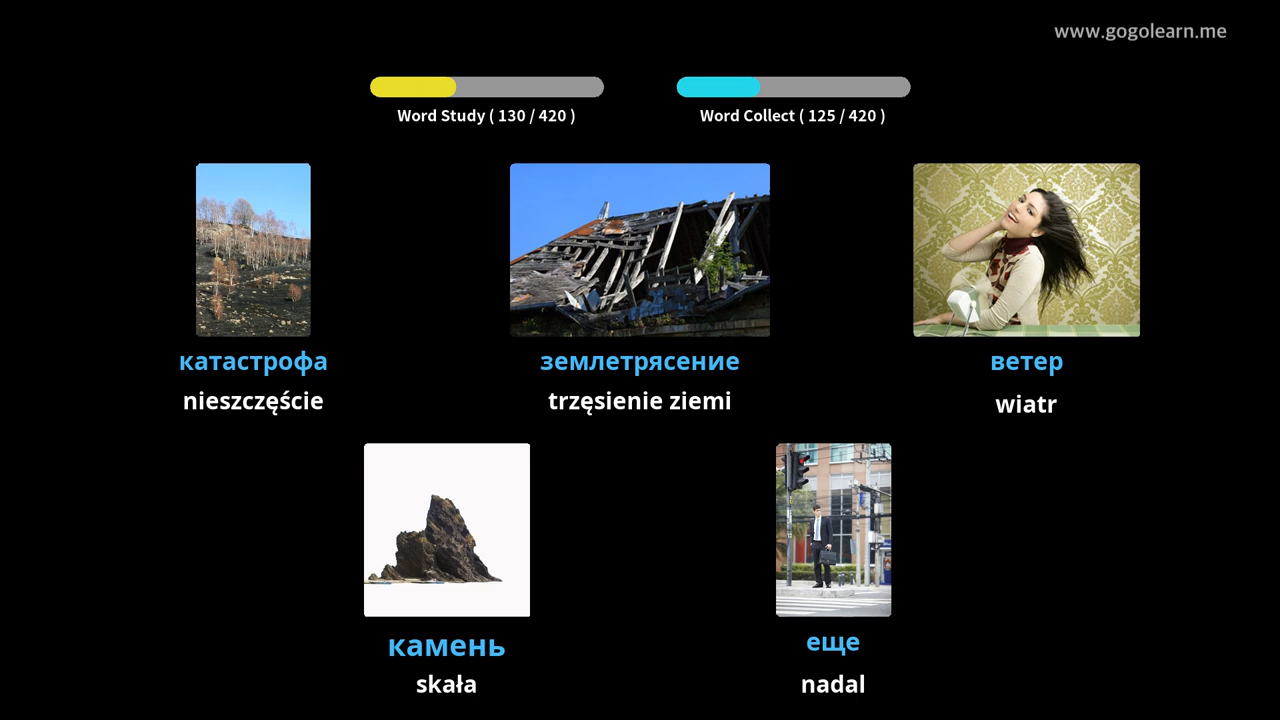 www.gogolearn.me
Word Study ( 130 / 420 )
Word Collect ( 125 / 420 )
катастрофа
nieszczęście
землетрясение
trzęsienie ziemi
ветер
wiatr
камень
skała
еще
nadal